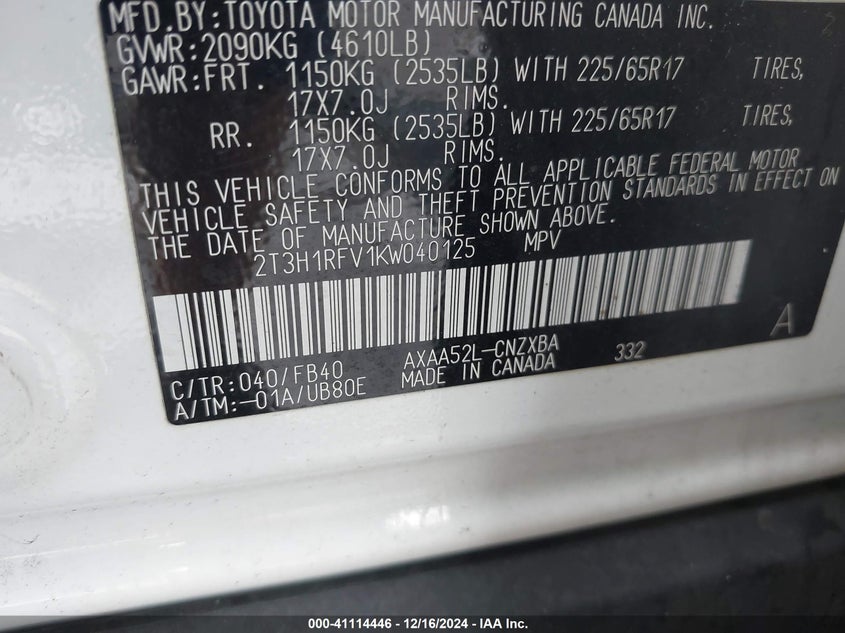 MFD.BY:TOYOTA MOTOR MANUFACTURING CANADA INC.
GVWR:2090KG (4610LB)
GAWR:FRT. 1150KG (2535LB) WITH 225/65R17 TIRES,
17X7.0J RIMS.
RR. 1150KG (2535LB) WITH 225/65R17 TIRES,
17X7.0J RIMS.
THIS VEHICLE CONFORMS TO ALL APPLICABLE FEDERAL MOTOR
VEHICLE SAFETY AND THEFT PREVENTION STANDARDS IN EFFECT ON
THE DATE OF MANUFACTURE SHOWN ABOVE.
2T3H1RFV1KW040125 MPV
A
C/TR:040/FB40 AXAA52L-CNZXBA 332
A/TM:-01A/UB80E MADE IN CANADA
000-41114446 - 12/16/2024 - IAA Inc.